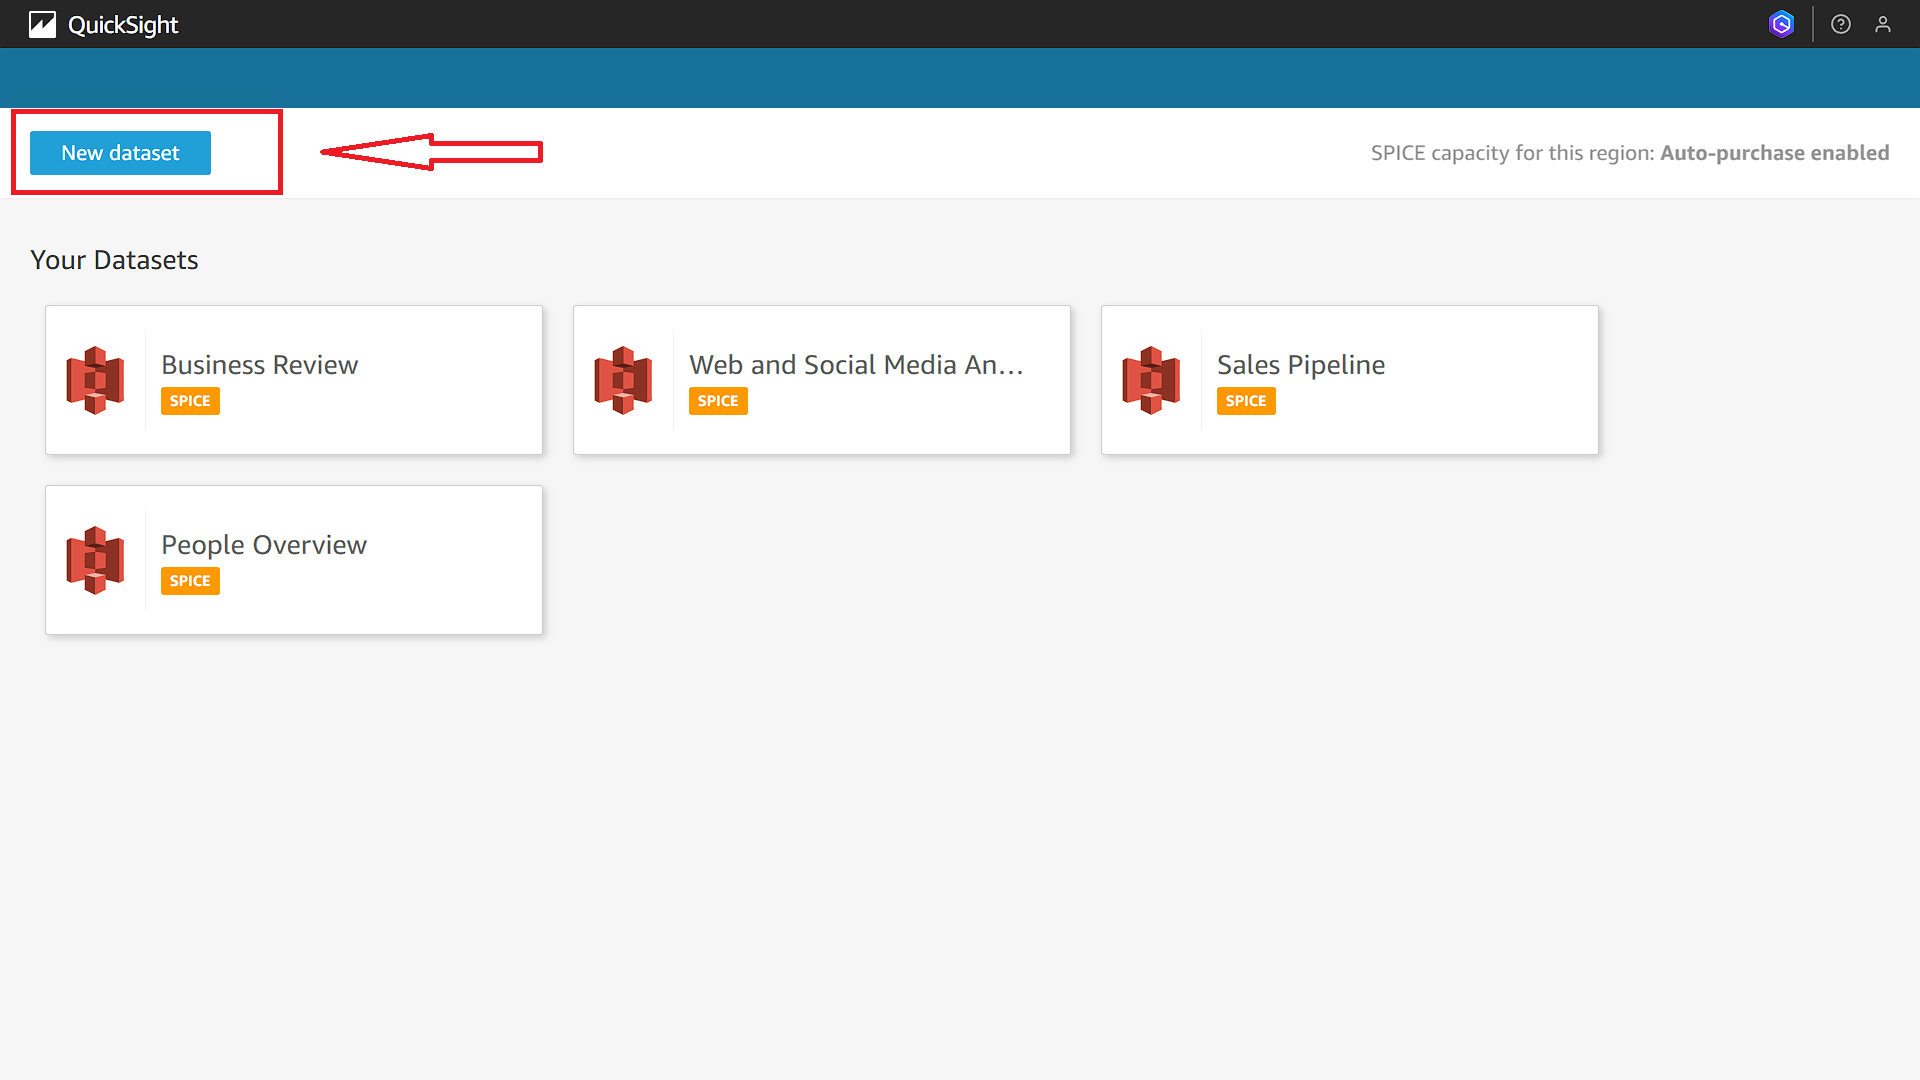 QuickSight
New dataset
SPICE capacity for this region: Auto-purchase enabled
Your Datasets
Business Review
SPICE
Web and Social Media An...
SPICE
Sales Pipeline
SPICE
People Overview
SPICE